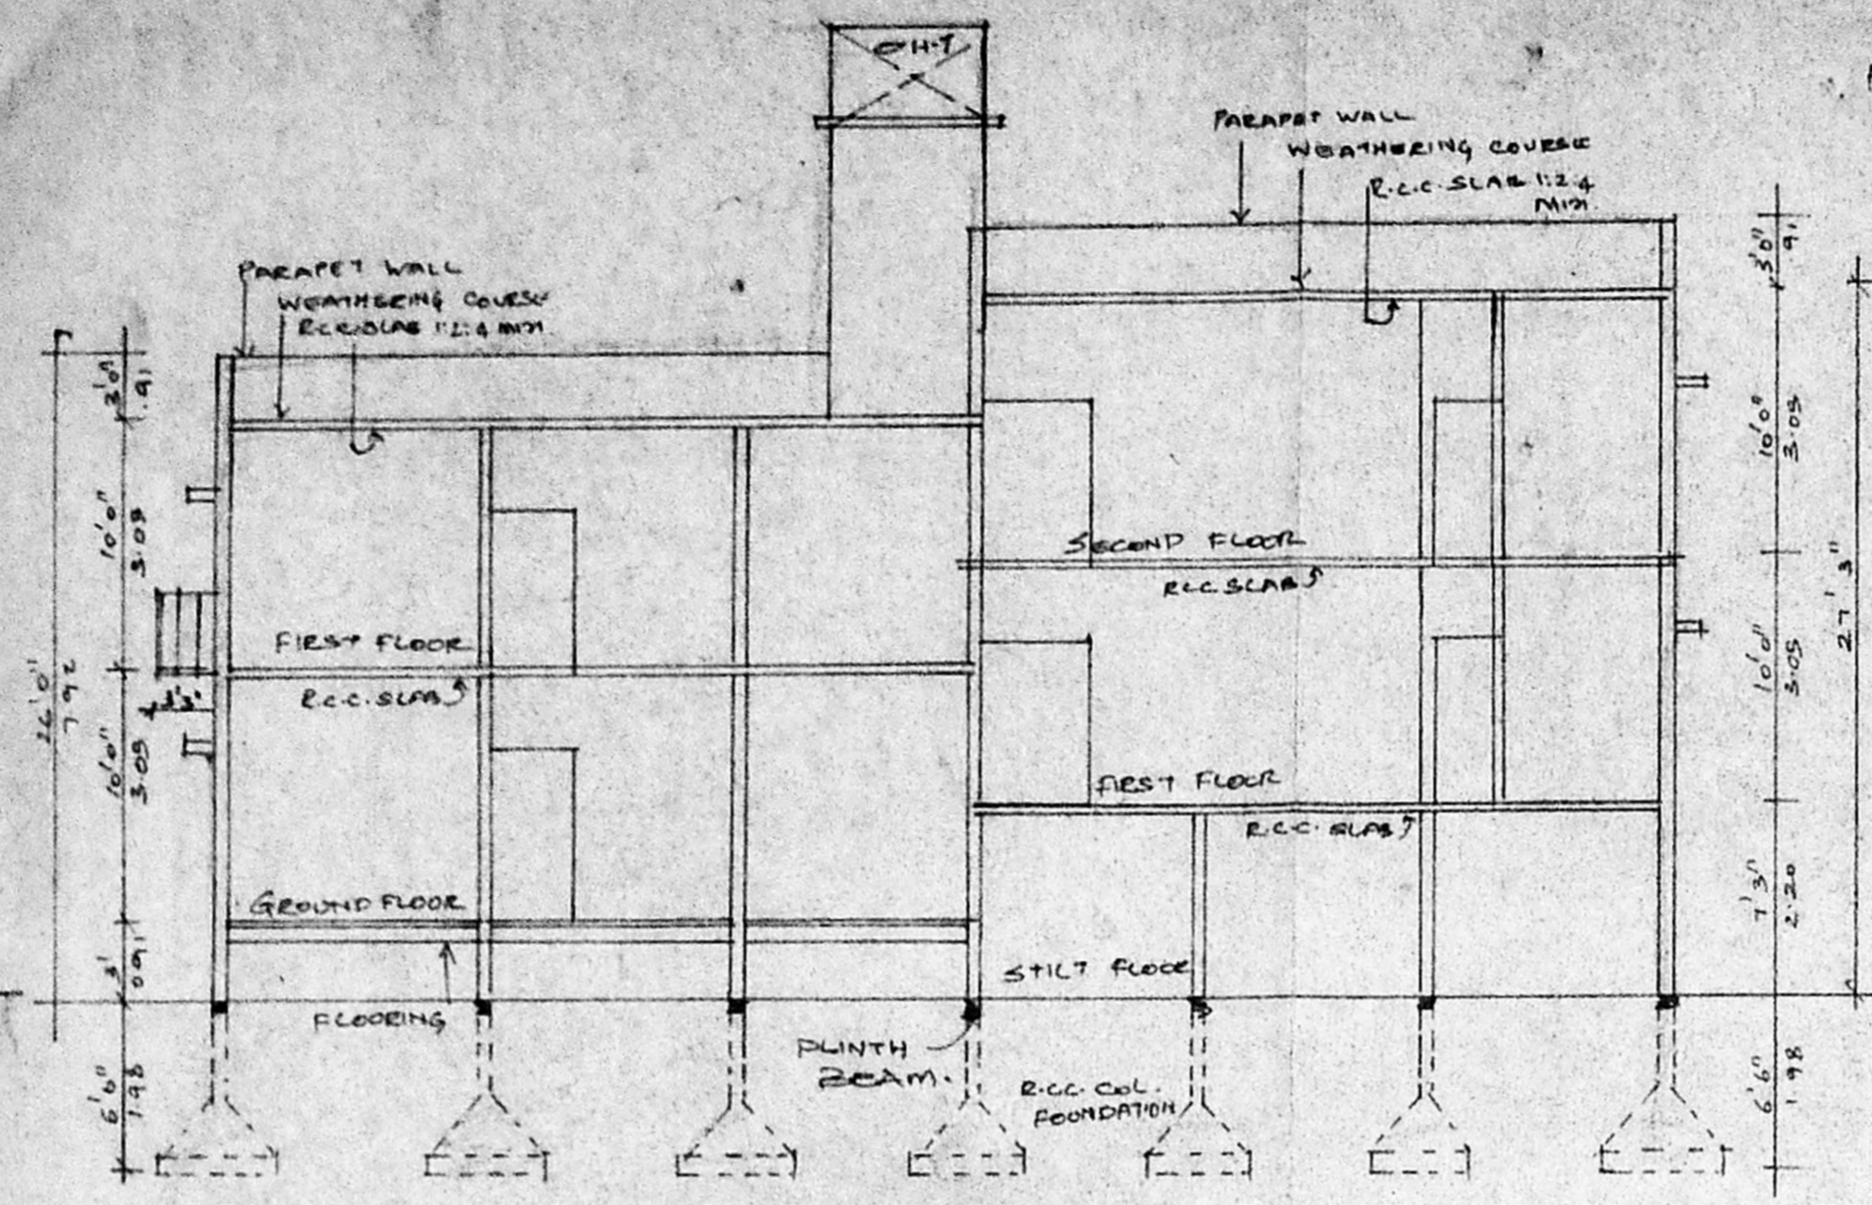 O.H.T
PARAPET WALL
WEATHERING COURSE
R.C.C. SLAB 1:2:4
MIX.
PARAPET WALL
WEATHERING COURSE
R.C.C. SLAB 1:2:4 MIX.
3'0"
.91
10'0"
3.05
10'0"
3.05
3'
091
6'6"
1.98
26'0"
7.92
3'3"
FIRST FLOOR
R.C.C. SLAB
GROUND FLOOR
FLOORING
PLINTH
BEAM.
SECOND FLOOR
R.C.C SLAB
FIRST FLOOR
R.C.C. SLAB
STILT FLOOR
R.C.C. COL.
FOUNDATION
3'0"
.91
10'0"
3.05
10'0"
3.05
7'3"
2.20
6'6"
1.98
27'3"